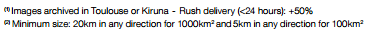 (1) Images archived in Toulouse or Kiruna - Rush delivery (<24 hours): +50%
(2) Minimum size: 20km in any direction for 1000km² and 5km in any direction for 100km²